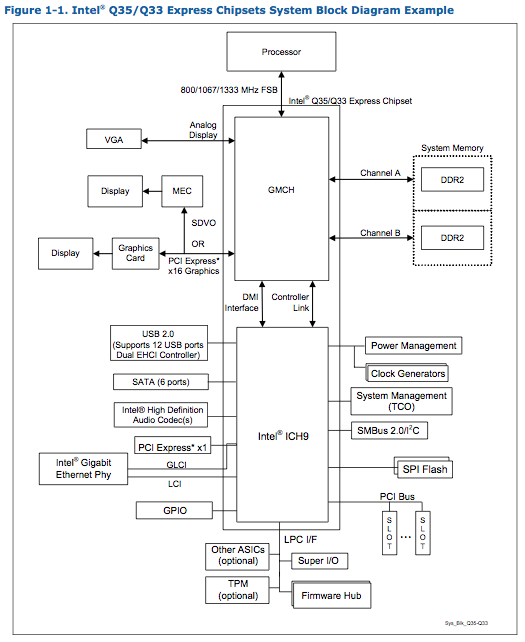 Figure 1-1. Intel® Q35/Q33 Express Chipsets System Block Diagram Example
Processor
800/1067/1333 MHz FSB
Intel® Q35/Q33 Express Chipset
Analog
Display
VGA
GMCH
System Memory
Channel A
DDR2
Display
MEC
SDVO
OR
Channel B
DDR2
Display
Graphics
Card
PCI Express*
x16 Graphics
DMI
Interface
Controller
Link
USB 2.0
(Supports 12 USB ports
Dual EHCI Controller)
Power Management
Clock Generators
SATA (6 ports)
System Management
(TCO)
Intel® High Definition
Audio Codec(s)
SMBus 2.0/I²C
Intel® ICH9
PCI Express* x1
Intel® Gigabit
Ethernet Phy
GLCI
LCI
SPI Flash
GPIO
PCI Bus
SLOT
...
SLOT
LPC I/F
Other ASICs
(optional)
Super I/O
TPM
(optional)
Firmware Hub
Sys_Blk_Q35-Q33